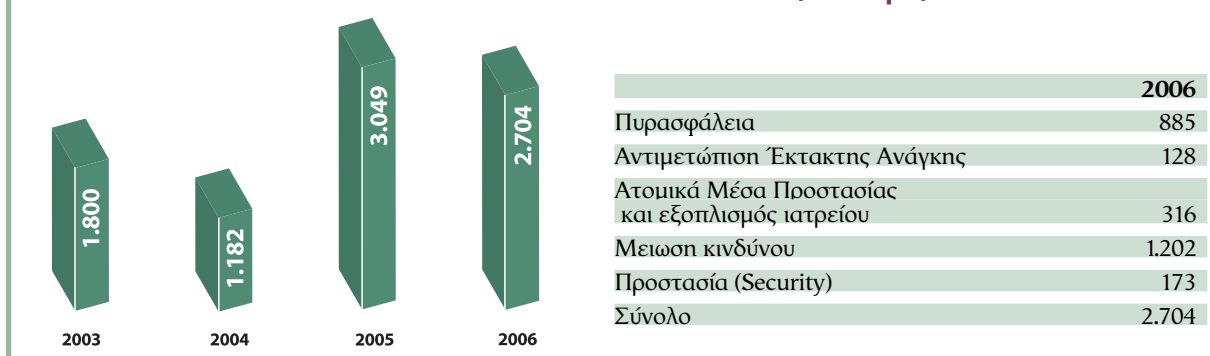 1.800
1.182
3.049
2.704
2003 2004 2005 2006
2006
Πυρασφάλεια 885
Αντιμετώπιση Έκτακτης Ανάγκης 128
Ατομικά Μέσα Προστασίας
και εξοπλισμός ιατρείου 316
Μειωση κινδύνου 1.202
Προστασία (Security) 173
Σύνολο 2.704